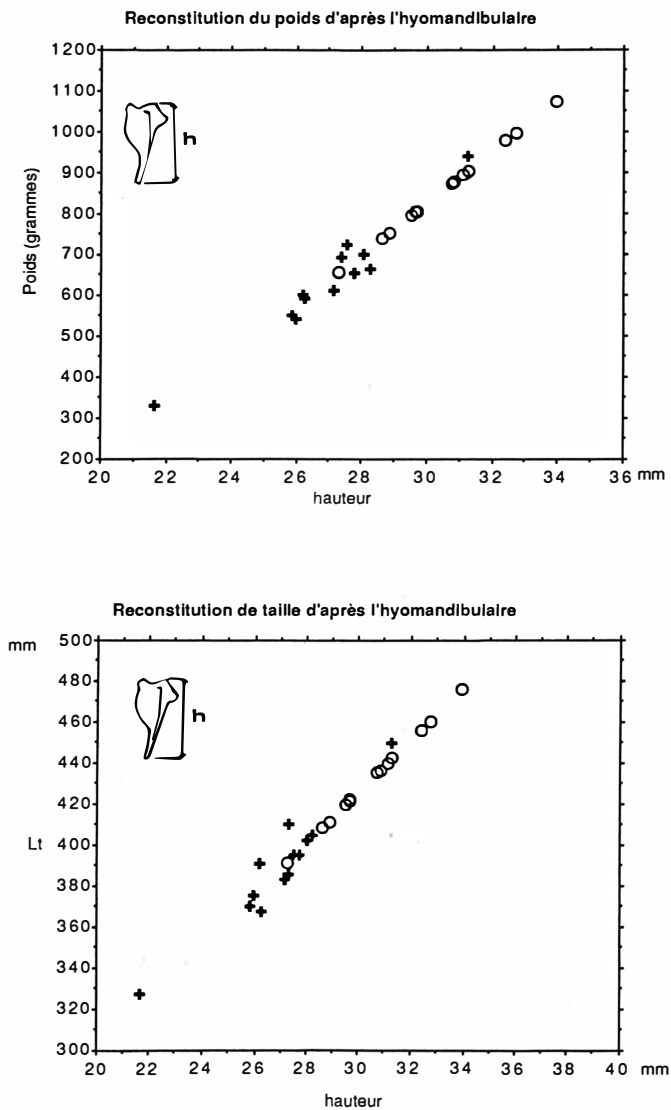 Reconstitution du poids d'après l'hyomandibulaire
1200
1100
1000
900
800
700
600
500
400
300
200
Poids (grammes)
h
20 22 24 26 28 30 32 34 36 mm
hauteur
Reconstitution de taille d'après l'hyomandibulaire
mm
500
480
460
440
420
400
380
360
340
320
300
Lt
h
20 22 24 26 28 30 32 34 36 38 40 mm
hauteur